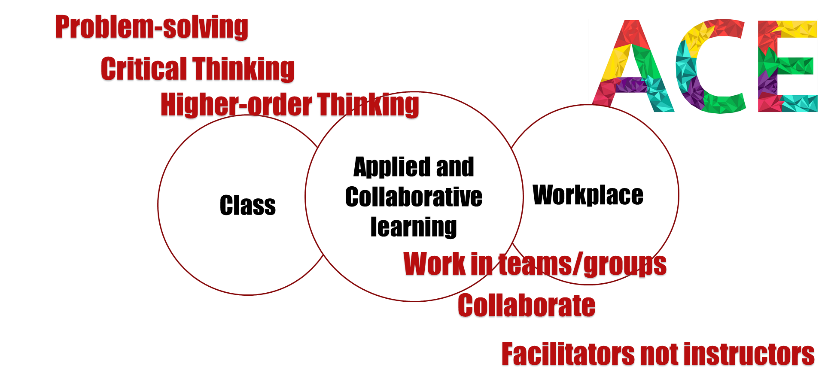 Problem-solving
ACE
Critical Thinking
Higher-order Thinking
Class
Applied and
Collaborative
learning
Workplace
Work in teams/groups
Collaborate
Facilitators not instructors